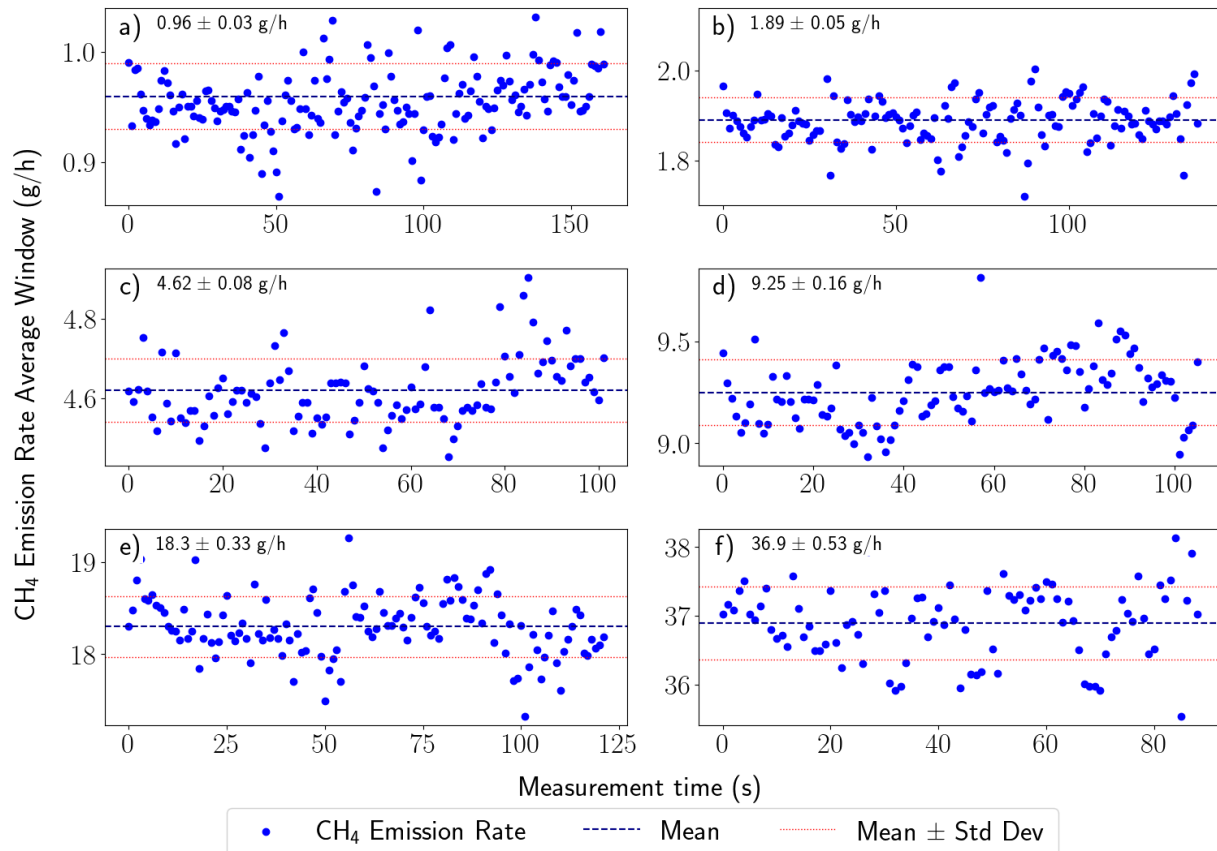 CH₄ Emission Rate Average Window (g/h)
a) 0.96 ± 0.03 g/h
1.0
0.9
0 50 100 150
b) 1.89 ± 0.05 g/h
2.0
1.8
0 50 100
c) 4.62 ± 0.08 g/h
4.8
4.6
0 20 40 60 80 100
d) 9.25 ± 0.16 g/h
9.5
9.0
0 20 40 60 80 100
e) 18.3 ± 0.33 g/h
19
18
0 25 50 75 100 125
f) 36.9 ± 0.53 g/h
38
37
36
0 20 40 60 80
Measurement time (s)
CH₄ Emission Rate Mean Mean ± Std Dev